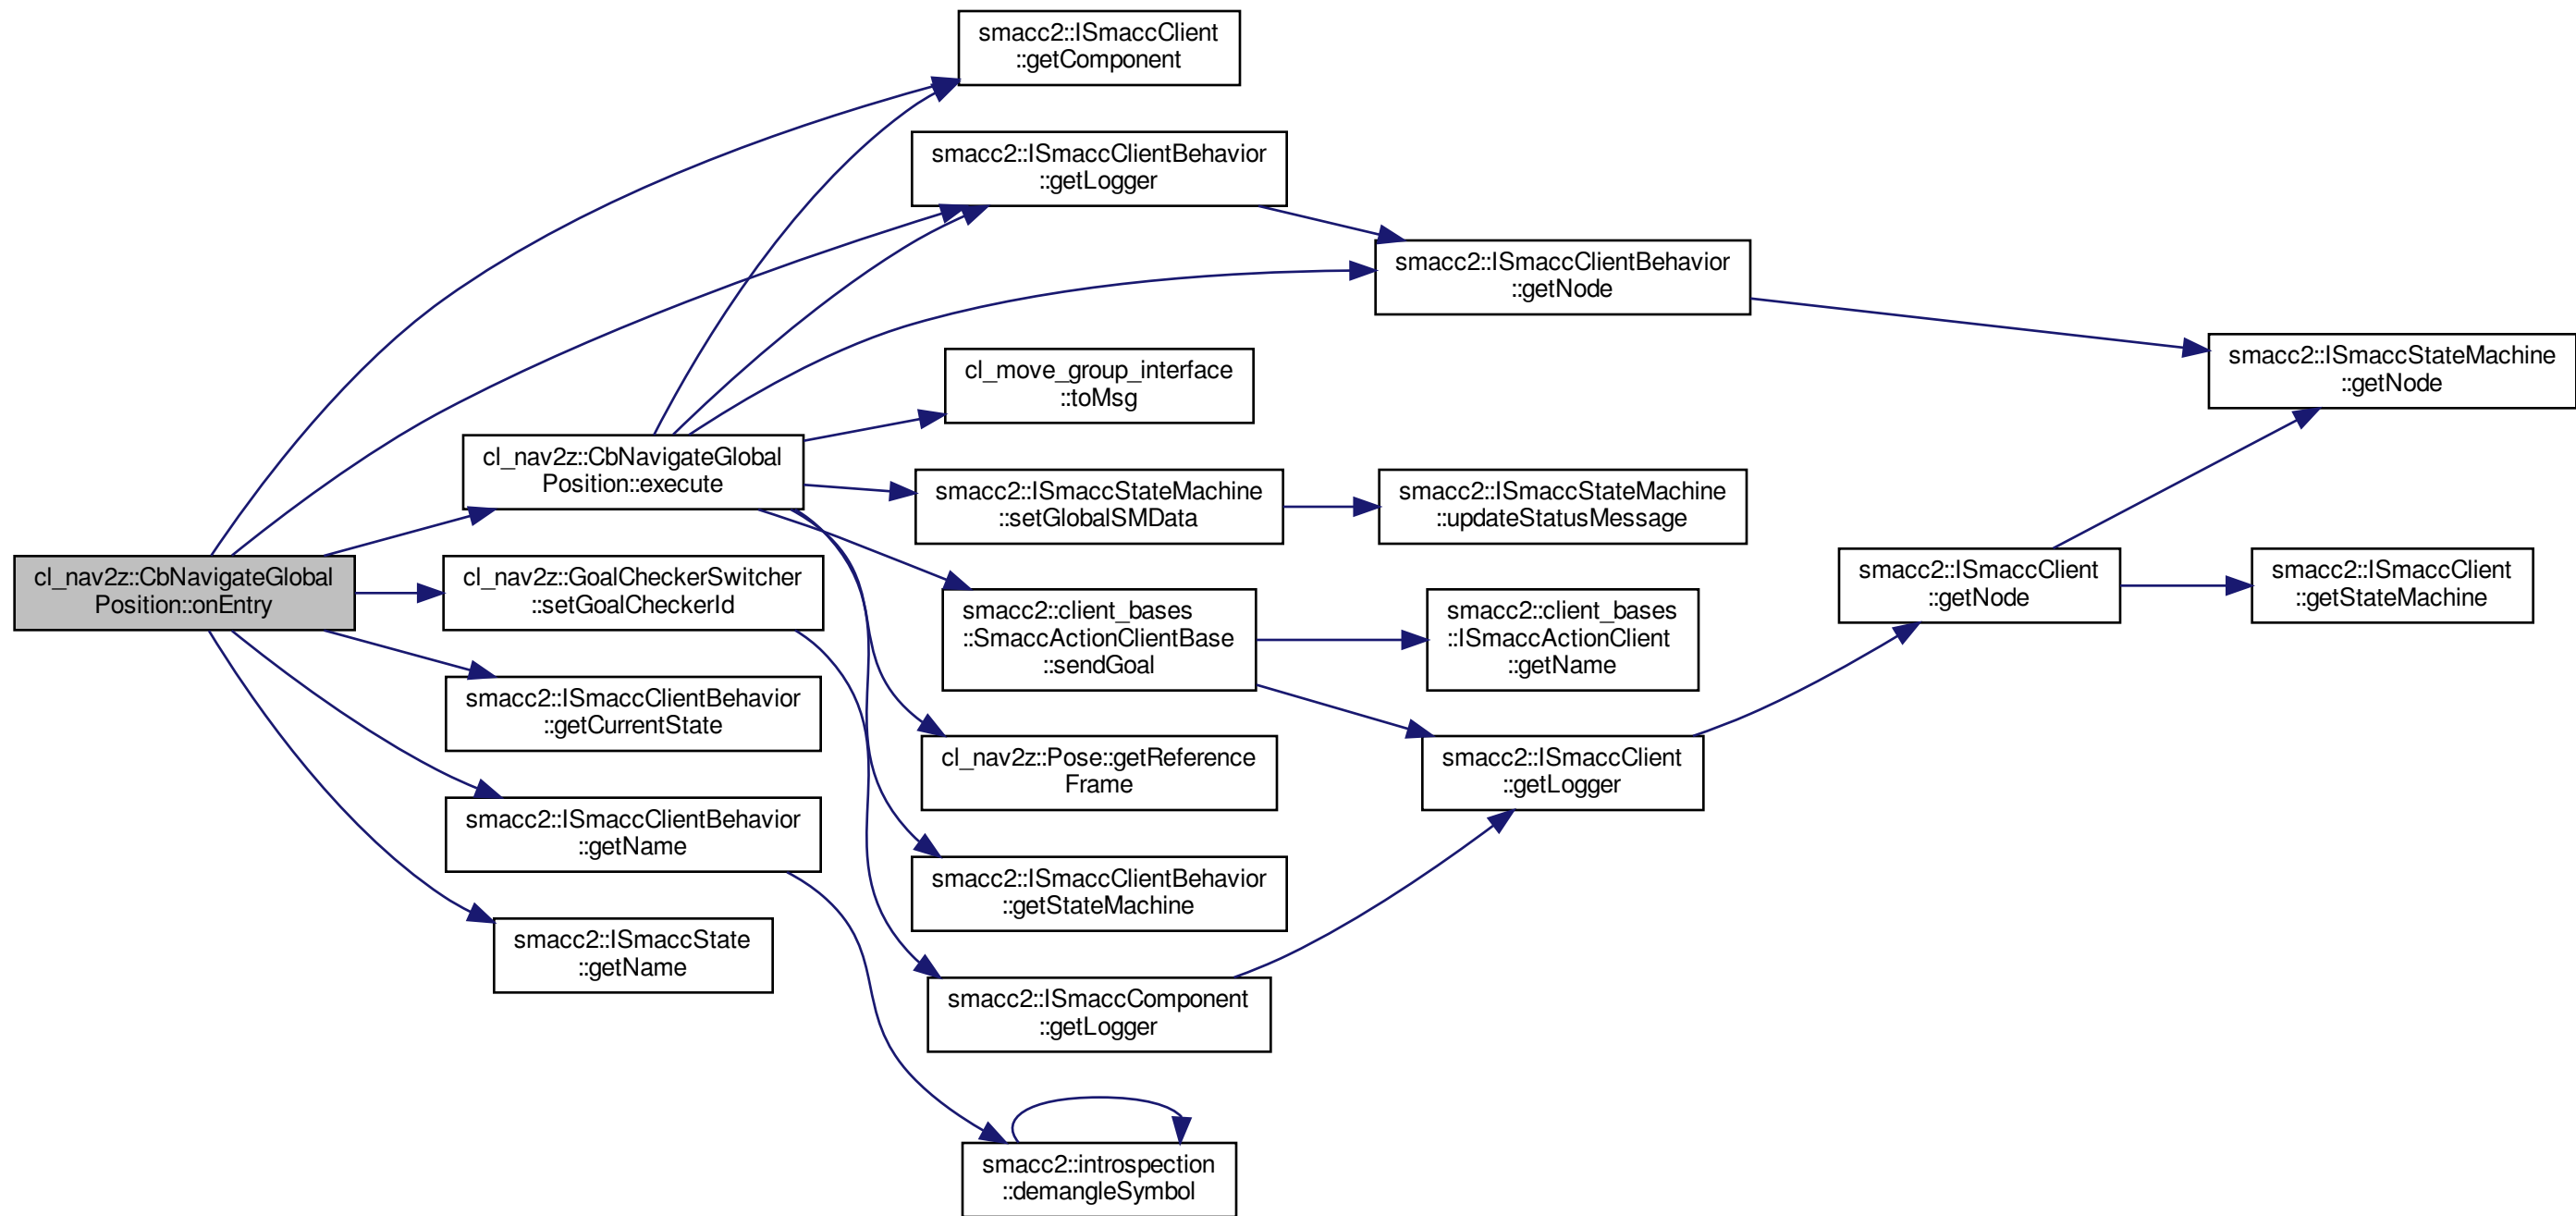 smacc2::ISmaccClient
::getComponent
smacc2::ISmaccClientBehavior
::getLogger
smacc2::ISmaccClientBehavior
::getNode
smacc2::ISmaccStateMachine
::getNode
cl_move_group_interface
::toMsg
cl_nav2z::CbNavigateGlobal
Position::execute
smacc2::ISmaccStateMachine
::setGlobalSMData
smacc2::ISmaccStateMachine
::updateStatusMessage
cl_nav2z::CbNavigateGlobal
Position::onEntry
cl_nav2z::GoalCheckerSwitcher
::setGoalCheckerId
smacc2::client_bases
::SmaccActionClientBase
::sendGoal
smacc2::client_bases
::ISmaccActionClient
::getName
smacc2::ISmaccClient
::getNode
smacc2::ISmaccClient
::getStateMachine
smacc2::ISmaccClientBehavior
::getCurrentState
cl_nav2z::Pose::getReference
Frame
smacc2::ISmaccClient
::getLogger
smacc2::ISmaccClientBehavior
::getName
smacc2::ISmaccClientBehavior
::getStateMachine
smacc2::ISmaccState
::getName
smacc2::ISmaccComponent
::getLogger
smacc2::introspection
::demangleSymbol